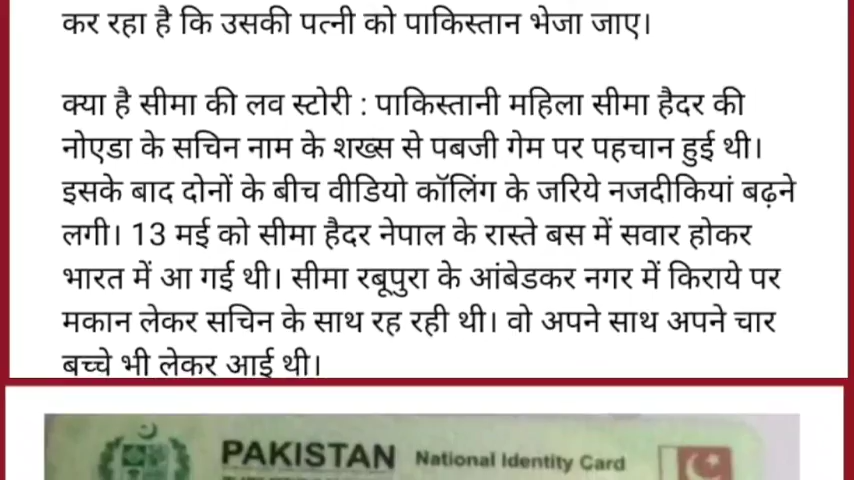 कर रहा है कि उसकी पत्नी को पाकिस्तान भेजा जाए।
क्या है सीमा की लव स्टोरी : पाकिस्तानी महिला सीमा हैदर की
नोएडा के सचिन नाम के शख्स से पबजी गेम पर पहचान हुई थी।
इसके बाद दोनों के बीच वीडियो कॉलिंग के जरिये नजदीकियां बढ़ने
लगी। 13 मई को सीमा हैदर नेपाल के रास्ते बस में सवार होकर
भारत में आ गई थी। सीमा रबूपुरा के आंबेडकर नगर में किराये पर
मकान लेकर सचिन के साथ रह रही थी। वो अपने साथ अपने चार
बच्चे भी लेकर आई थी।
PAKISTAN National Identity Card